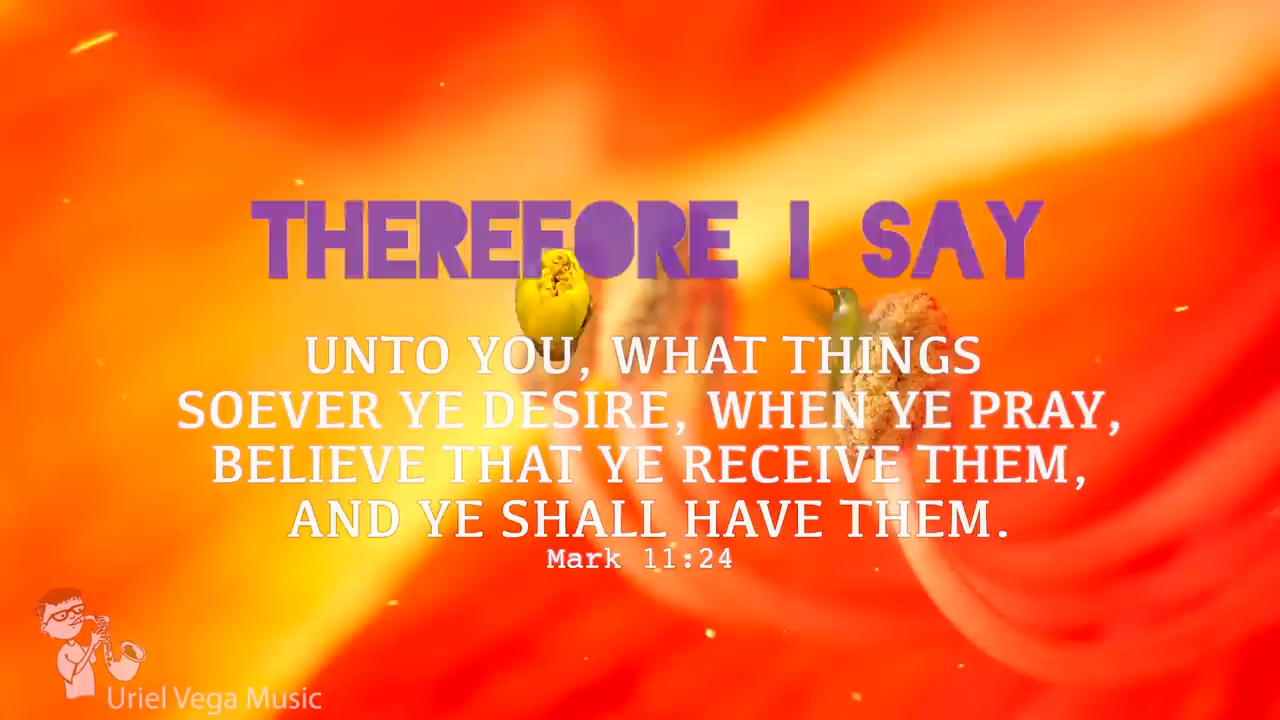 THEREFORE I SAY
UNTO YOU, WHAT THINGS
SOEVER YE DESIRE, WHEN YE PRAY,
BELIEVE THAT YE RECEIVE THEM,
AND YE SHALL HAVE THEM.
Mark 11:24
Uriel Vega Music